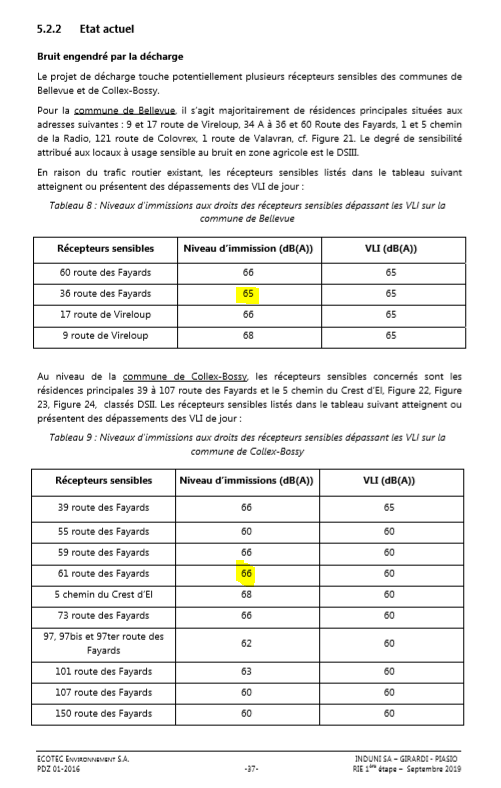 5.2.2 Etat actuel
Bruit engendré par la décharge
Le projet de décharge touche potentiellement plusieurs récepteurs sensibles des communes de
Bellevue et de Collex-Bossy.
Pour la commune de Bellevue, il s'agit majoritairement de résidences principales situées aux
adresses suivantes : 9 et 17 route de Vireloup, 34 A à 36 et 60 Route des Fayards, 1 et 5 chemin
de la Radio, 121 route de Colovrex, 1 route de Valavran, cf. Figure 21. Le degré de sensibilité
attribué aux locaux à usage sensible au bruit en zone agricole est le DSIII.
En raison du trafic routier existant, les récepteurs sensibles listés dans le tableau suivant
atteignent ou présentent des dépassements des VLI de jour :
Tableau 8 : Niveaux d'immissions aux droits des récepteurs sensibles dépassant les VLI sur la
commune de Bellevue
Récepteurs sensibles Niveau d'immission (dB(A)) VLI (dB(A))
60 route des Fayards 66 65
36 route des Fayards 65 65
17 route de Vireloup 66 65
9 route de Vireloup 68 65
Au niveau de la commune de Collex-Bossy, les récepteurs sensibles concernés sont les
résidences principales 39 à 107 route des Fayards et le 5 chemin du Crest d'El, Figure 22, Figure
23, Figure 24, classés DSII. Les récepteurs sensibles listés dans le tableau suivant atteignent ou
présentent des dépassements des VLI de jour :
Tableau 9 : Niveaux d'immissions aux droits des récepteurs sensibles dépassant les VLI sur la
commune de Collex-Bossy
Récepteurs sensibles Niveau d'immissions (dB(A)) VLI (dB(A))
39 route des Fayards 66 65
55 route des Fayards 60 60
59 route des Fayards 66 60
61 route des Fayards 66 60
5 chemin du Crest d'El 68 60
73 route des Fayards 66 60
97, 97bis et 97ter route des
Fayards 62 60
101 route des Fayards 63 60
107 route des Fayards 60 60
150 route des Fayards 60 60
ECOTEC ENVIRONNEMENT S.A. INDUNI SA – GIRARDI - PIASIO
PDZ 01-2016 -37- RIE 1ère étape – Septembre 2019